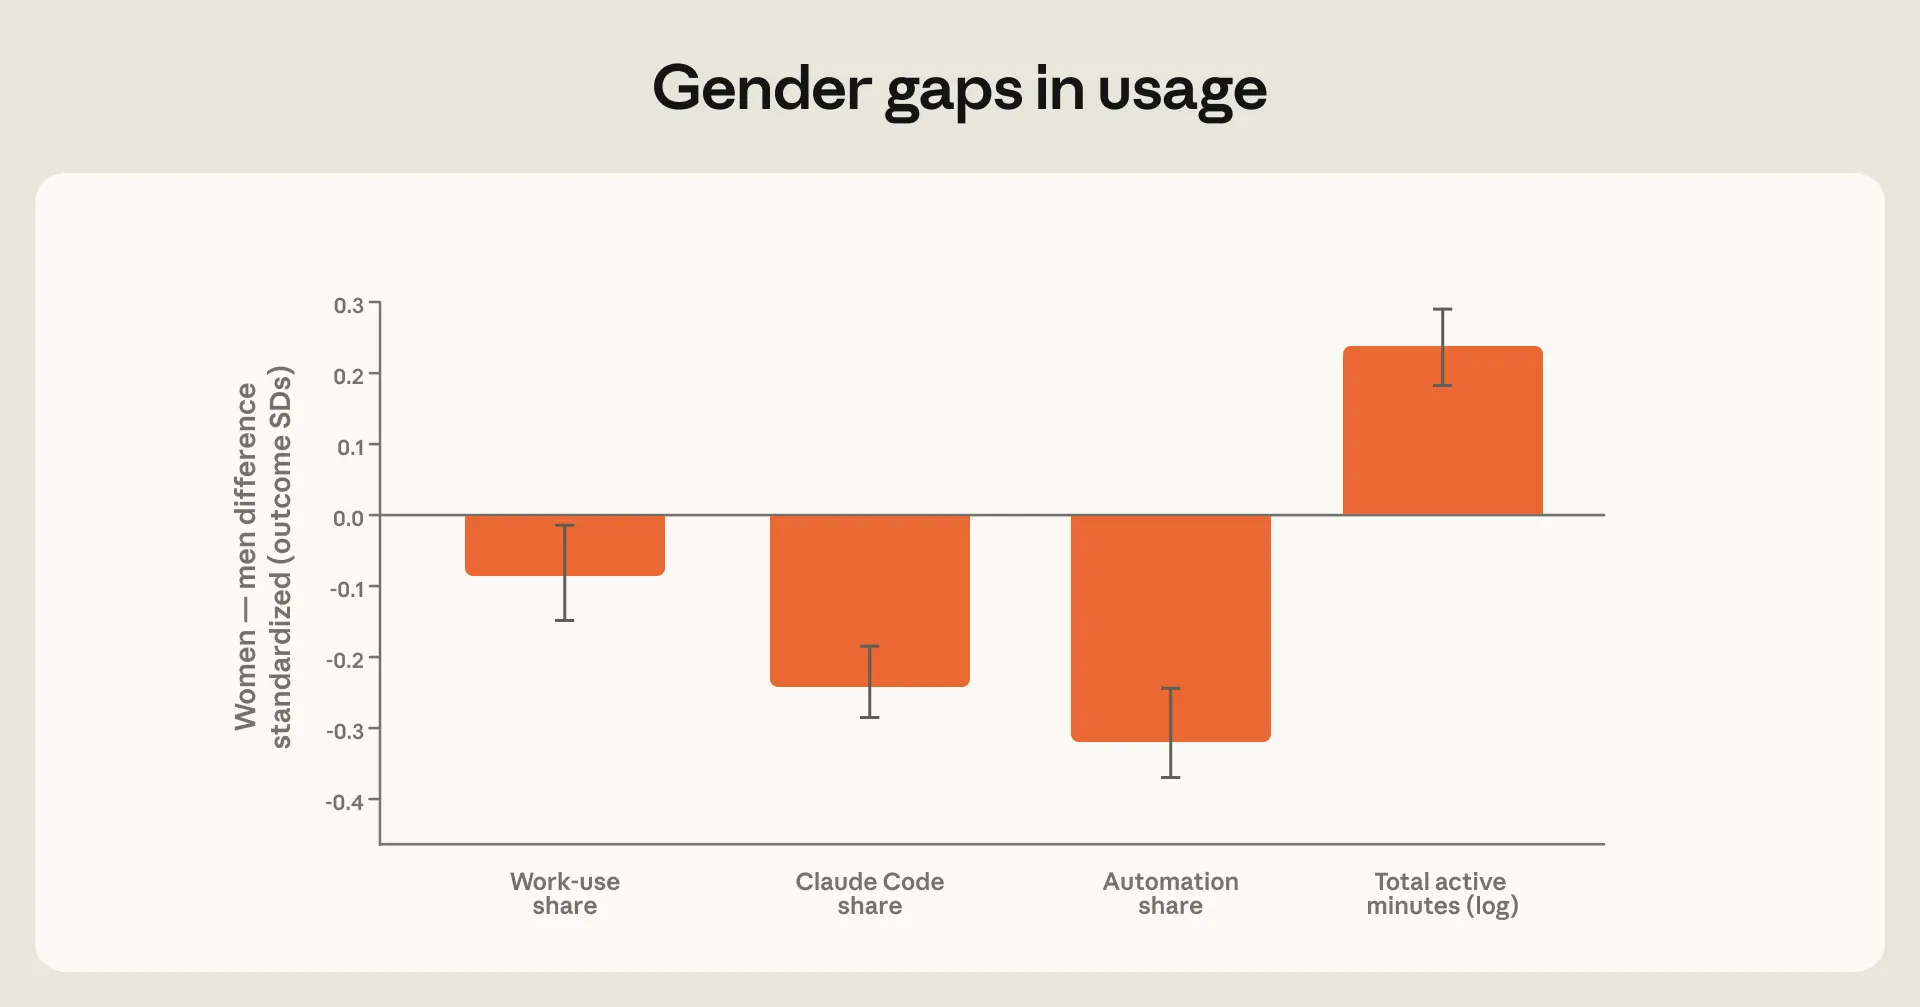 Gender gaps in usage
Women — men difference
standardized (outcome SDs)
0.3
0.2
0.1
0.0
-0.1
-0.2
-0.3
-0.4
Work-use
share
Claude Code
share
Automation
share
Total active
minutes (log)